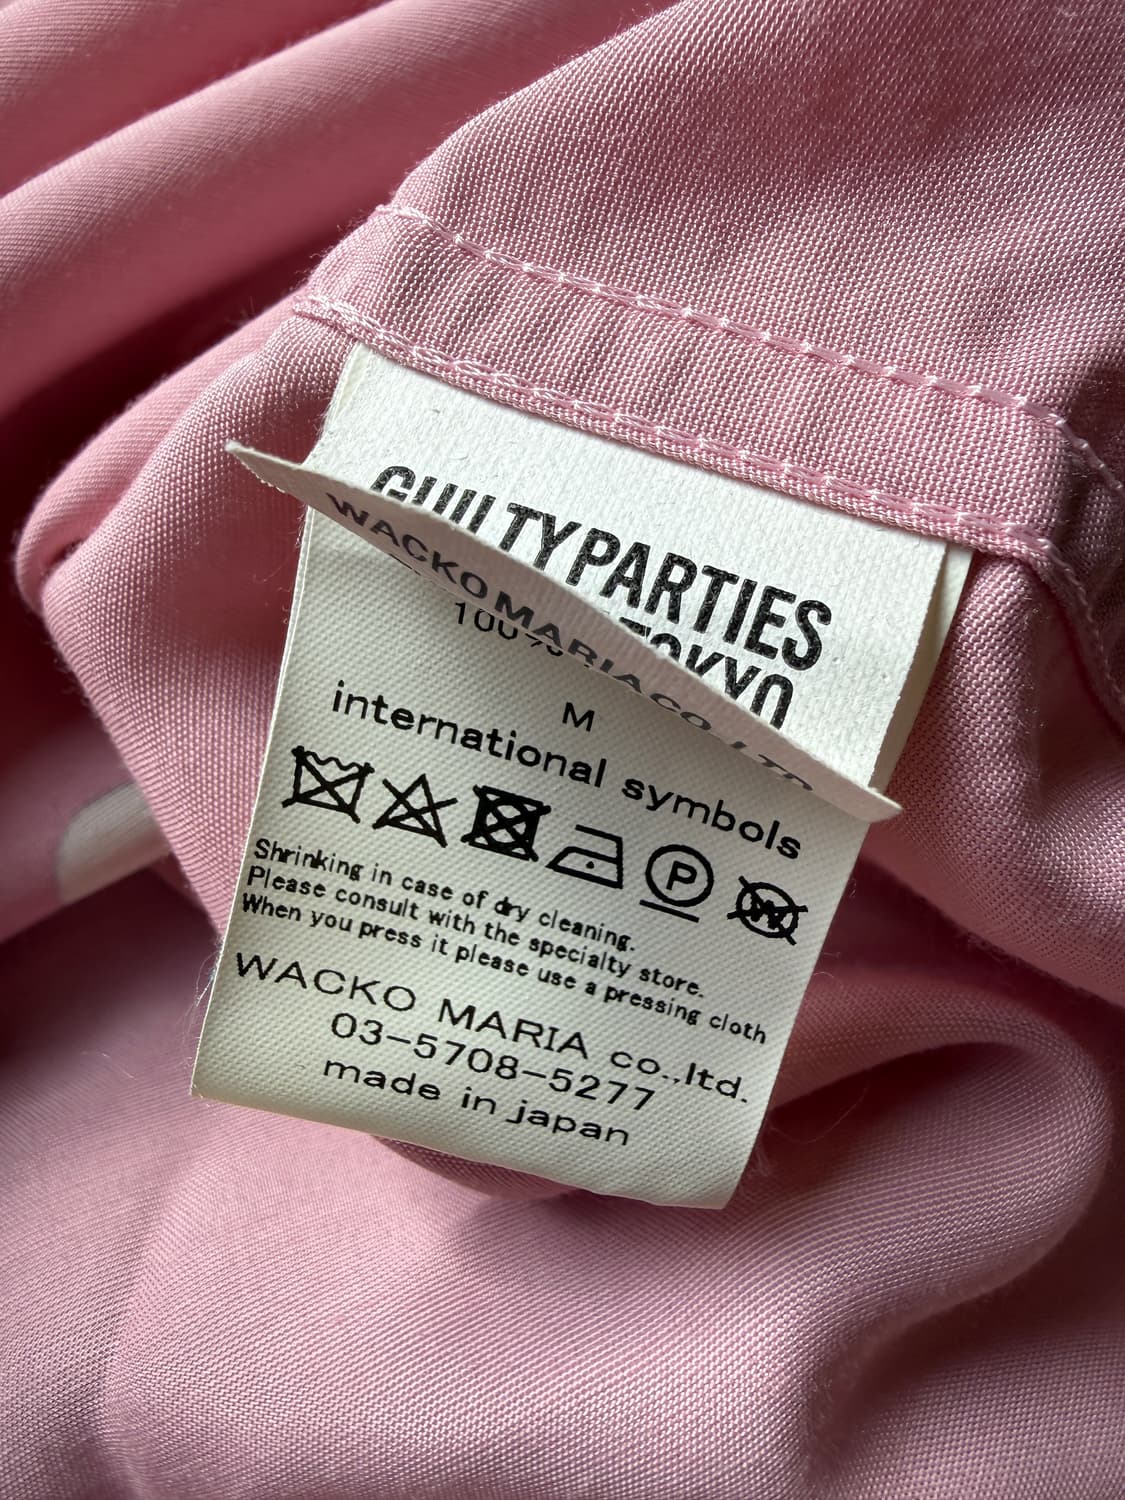 GUILTY PARTIES
TOKYO
WACKO MARIA CO., LTD.
100%
M
international symbols
P
W
Shrinking in case of dry cleaning.
Please consult with the specialty store.
When you press it please use a pressing cloth
WACKO MARIA co.,ltd.
03-5708-5277
made in japan